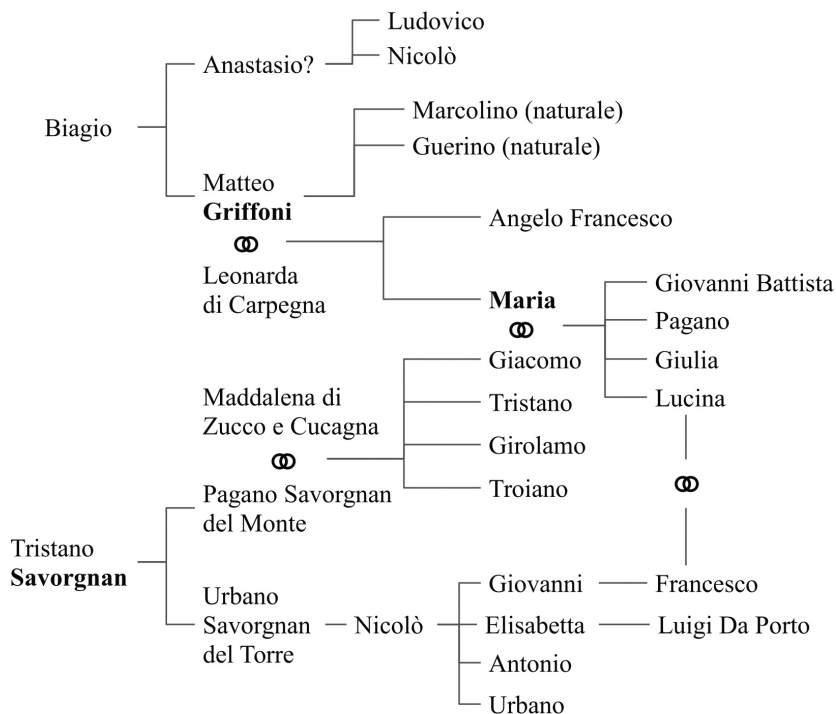 Ludovico
Anastasio?
Nicolò
Biagio
Marcolino (naturale)
Guerino (naturale)
Matteo
Griffoni
Leonarda
di Carpegna
Angelo Francesco
Maria
Giovanni Battista
Pagano
Giulia
Lucina
Giacomo
Tristano
Girolamo
Troiano
Maddalena di
Zucco e Cucagna
Pagano Savorgnan
del Monte
Tristano
Savorgnan
Urbano
Savorgnan
del Torre
Nicolò
Giovanni
Francesco
Elisabetta
Luigi Da Porto
Antonio
Urbano